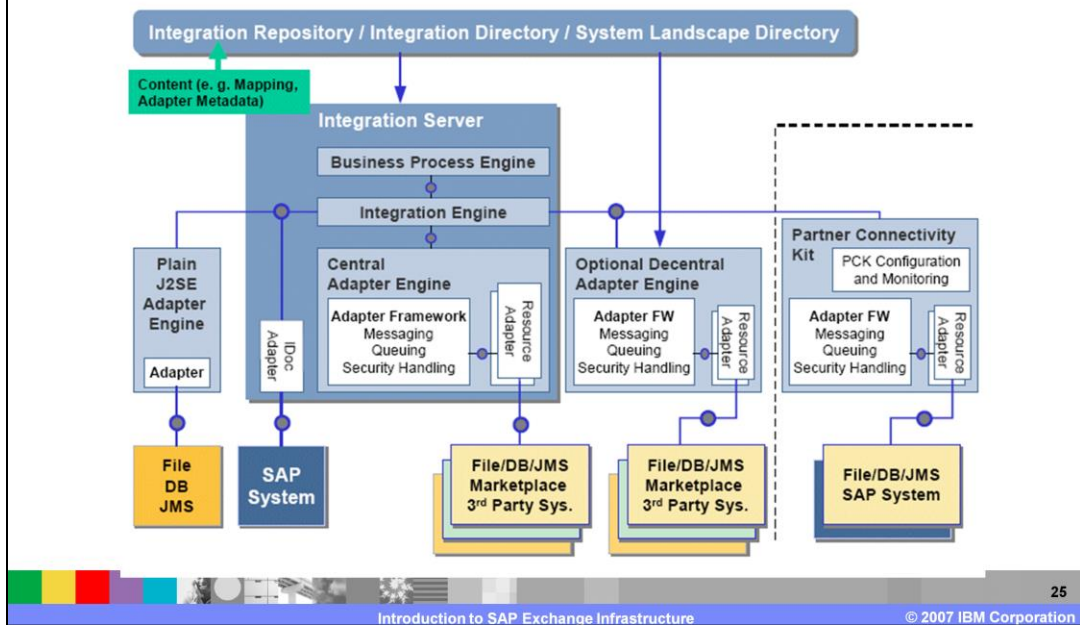 Integration Repository / Integration Directory / System Landscape Directory
Content (e. g. Mapping,
Adapter Metadata)
Integration Server
Business Process Engine
Integration Engine
Plain
J2SE
Adapter
Engine
Adapter
IDoc
Adapter
Central
Adapter Engine
Adapter Framework
Messaging
Queuing
Security Handling
Resource
Adapter
Optional Decentral
Adapter Engine
Adapter FW
Messaging
Queuing
Security Handling
Resource
Adapter
Partner Connectivity
Kit
PCK Configuration
and Monitoring
Adapter FW
Messaging
Queuing
Security Handling
Resource
Adapter
File
DB
JMS
SAP
System
File/DB/JMS
Marketplace
3rd Party Sys.
File/DB/JMS
Marketplace
3rd Party Sys.
File/DB/JMS
SAP System
25
Introduction to SAP Exchange Infrastructure
© 2007 IBM Corporation